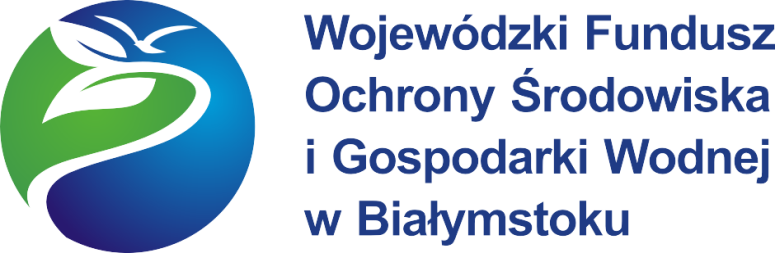 Wojewódzki Fundusz
Ochrony Środowiska
i Gospodarki Wodnej
w Białymstoku